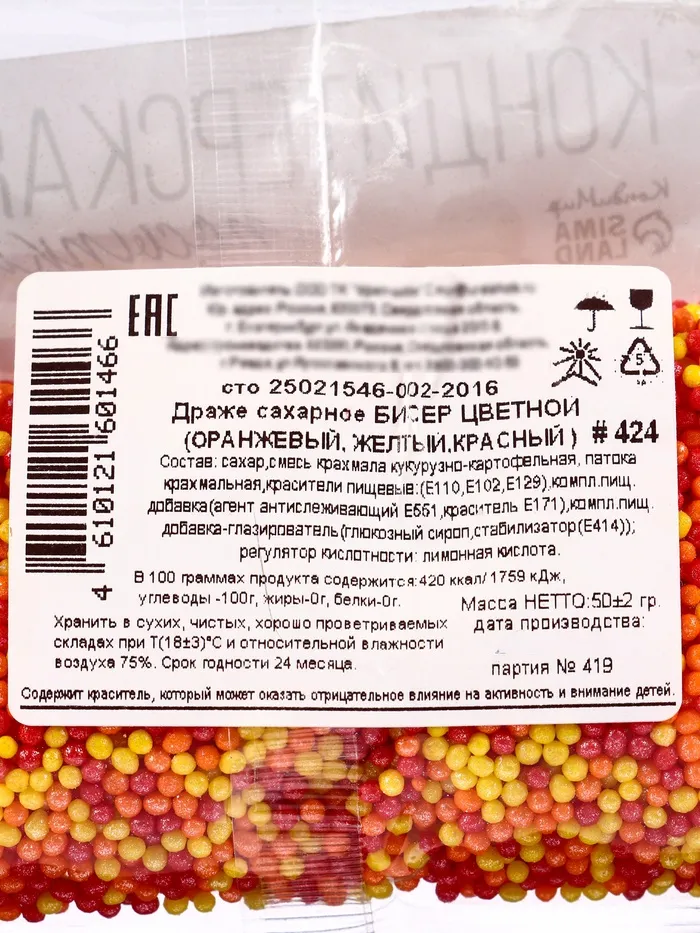 КОНДИТЕРСКАЯ
КондиМир
SIMA
LAND
EAC
сто 25021546-002-2016
Драже сахарное БИСЕР ЦВЕТНОЙ
(ОРАНЖЕВЫЙ, ЖЕЛТЫЙ,КРАСНЫЙ ) # 424
Состав: сахар,смесь крахмала кукурузно-картофельная, патока
крахмальная,красители пищевые:(Е110,Е102,Е129),компл.пищ.
добавка(агент антислеживающий Е551,краситель Е171),компл.пищ.
добавка-глазирователь(глюкозный сироп,стабилизатор(Е414));
регулятор кислотности: лимонная кислота.
В 100 граммах продукта содержится:420 ккал/ 1759 кДж,
углеводы -100г, жиры-0г, белки-0г.
Масса НЕТТО:50±2 гр.
дата производства:
Хранить в сухих, чистых, хорошо проветриваемых
складах при Т(18±3)°С и относительной влажности
воздуха 75%. Срок годности 24 месяца.
партия № 419
Содержит краситель, который может оказать отрицательное влияние на активность и внимание детей.
4 610121 601466
5